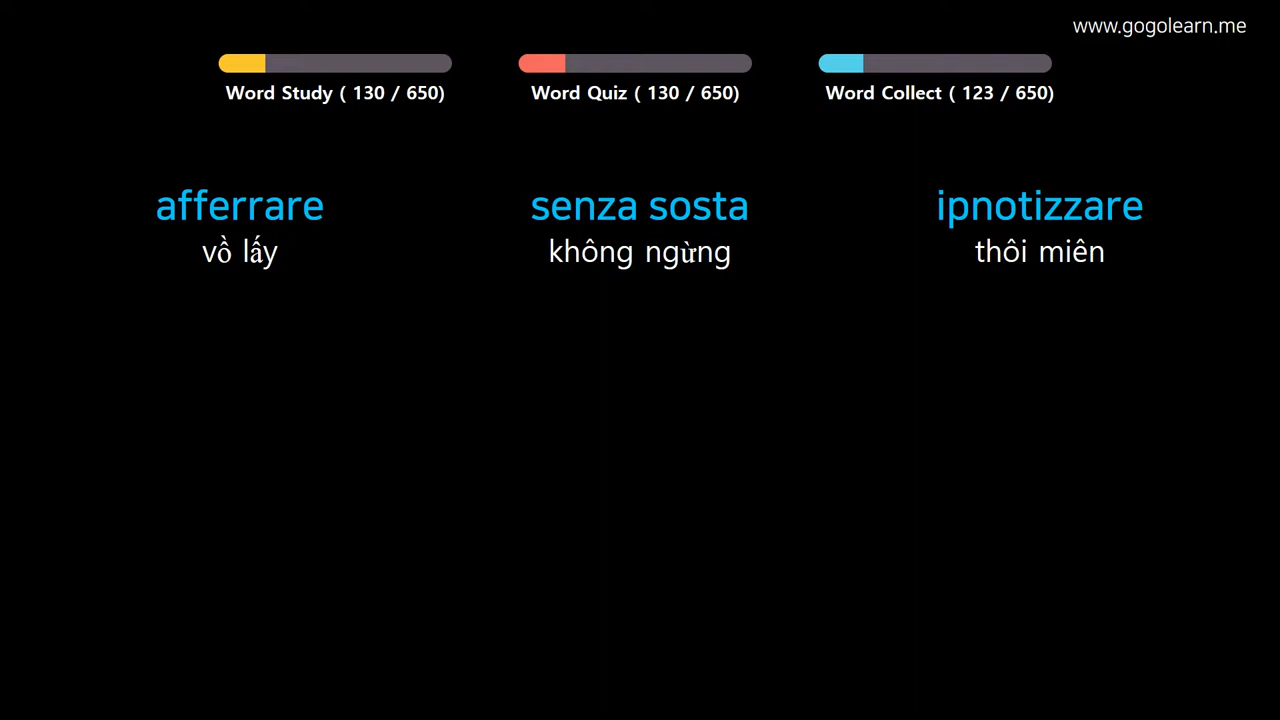 www.gogolearn.me
Word Study ( 130 / 650)
Word Quiz ( 130 / 650)
Word Collect ( 123 / 650)
afferrare
vồ lấy
senza sosta
không ngừng
ipnotizzare
thôi miên